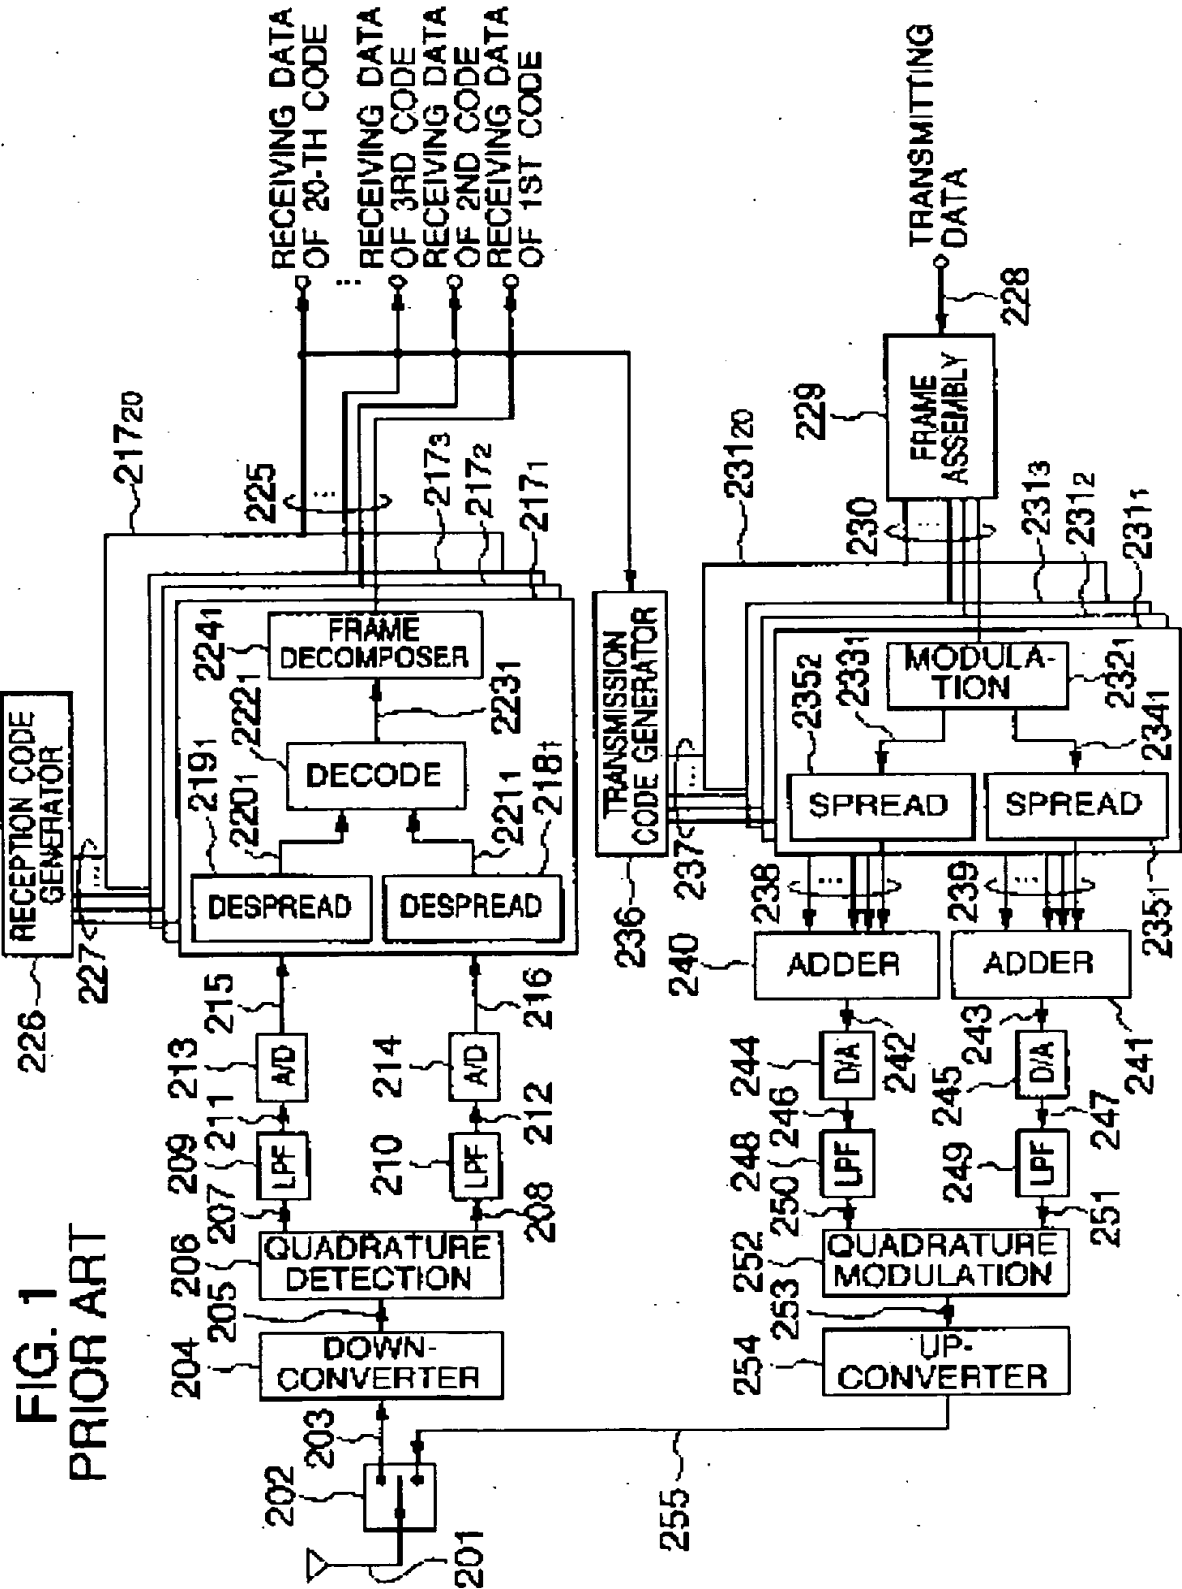 FIG. 1
PRIOR ART
201
202
203
204
DOWN-
CONVERTER
205
206
QUADRATURE
DETECTION
207
208
209
LPF
210
LPF
211
212
213
A/D
214
A/D
215
216
226
RECEPTION CODE
GENERATOR
227
DESPREAD
DESPREAD
2191
2201
2211
2181
DECODE
2221
2231
FRAME
DECOMPOSER
2241
21720
2173
2172
2171
225
...
...
...
RECEIVING DATA
OF 20-TH CODE
RECEIVING DATA
OF 3RD CODE
RECEIVING DATA
OF 2ND CODE
RECEIVING DATA
OF 1ST CODE
236
TRANSMISSION
CODE GENERATOR
237
...
TRANSMITTING
DATA
228
229
FRAME
ASSEMBLY
230
...
23120
2313
2312
2311
MODULA-
TION
2321
2331
2341
2352
SPREAD
SPREAD
2351
238
...
239
...
240
ADDER
ADDER
241
242
243
244
D/A
245
D/A
246
247
248
LPF
249
LPF
250
251
252
QUADRATURE
MODULATION
253
254
UP-
CONVERTER
255